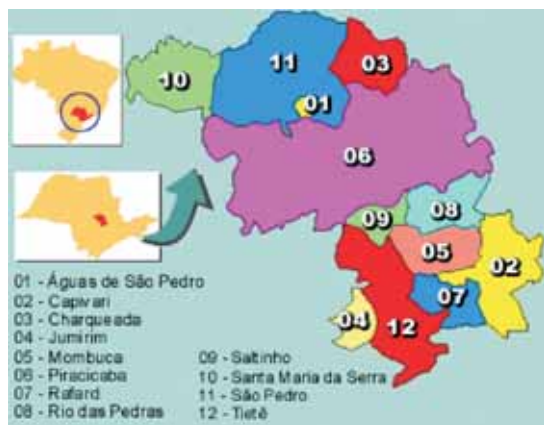 10
11
03
01
06
09
08
05
02
04
12
07
01 - Águas de São Pedro
02 - Capivari
03 - Charqueada
04 - Jumirim
05 - Mombuca
06 - Piracicaba
07 - Rafard
08 - Rio das Pedras
09 - Saltinho
10 - Santa Maria da Serra
11 - São Pedro
12 - Tietê